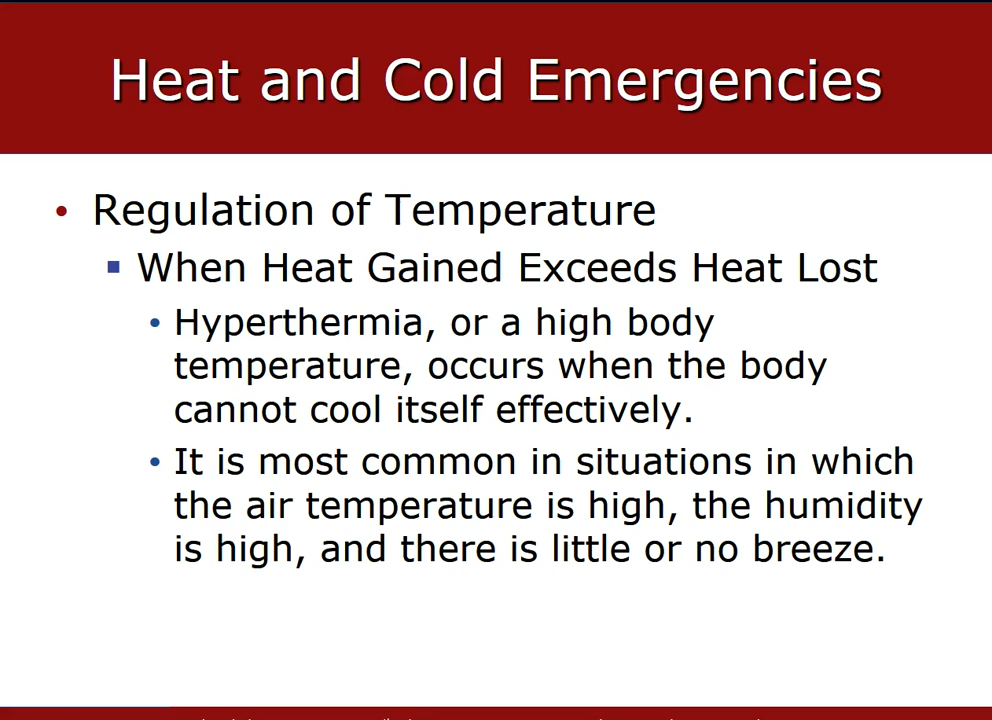 Heat and Cold Emergencies
• Regulation of Temperature
▪ When Heat Gained Exceeds Heat Lost
• Hyperthermia, or a high body
temperature, occurs when the body
cannot cool itself effectively.
• It is most common in situations in which
the air temperature is high, the humidity
is high, and there is little or no breeze.